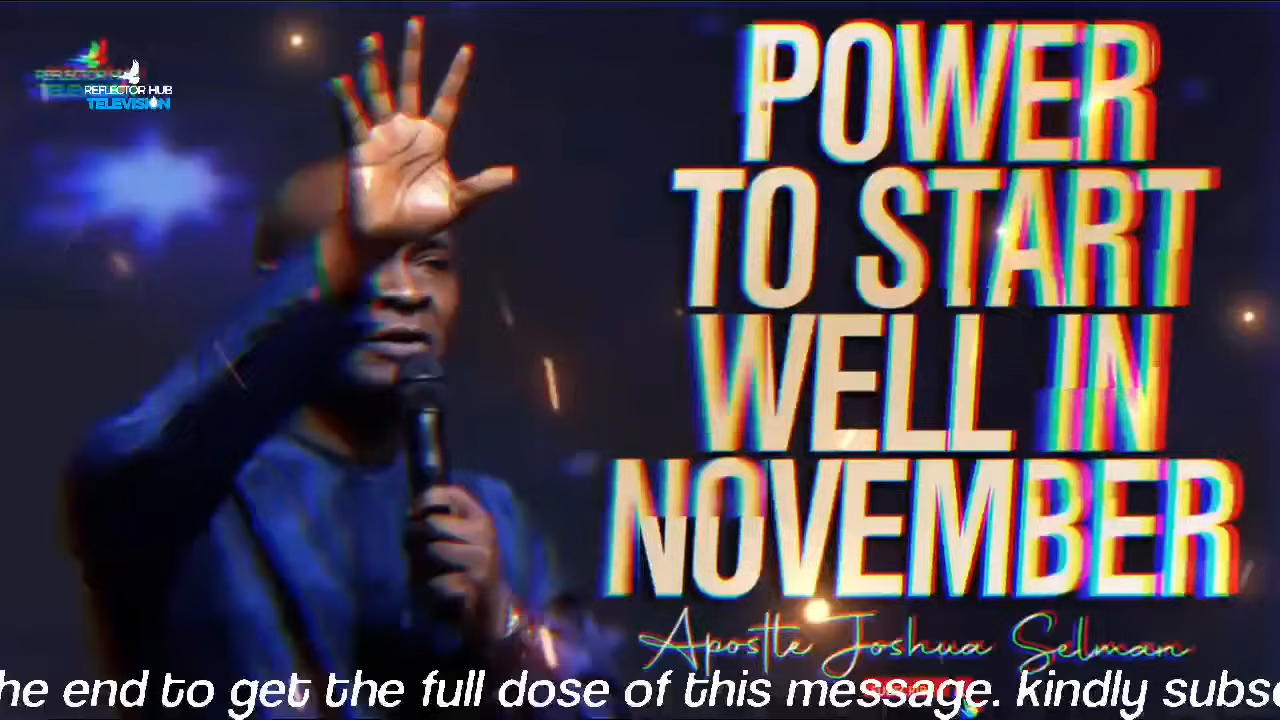 REFLECTOR HUB
TELEVISION
POWER
TO START
WELL IN
NOVEMBER
Apostle Joshua Selman
he end to get the full dose of this message. kindly subsc